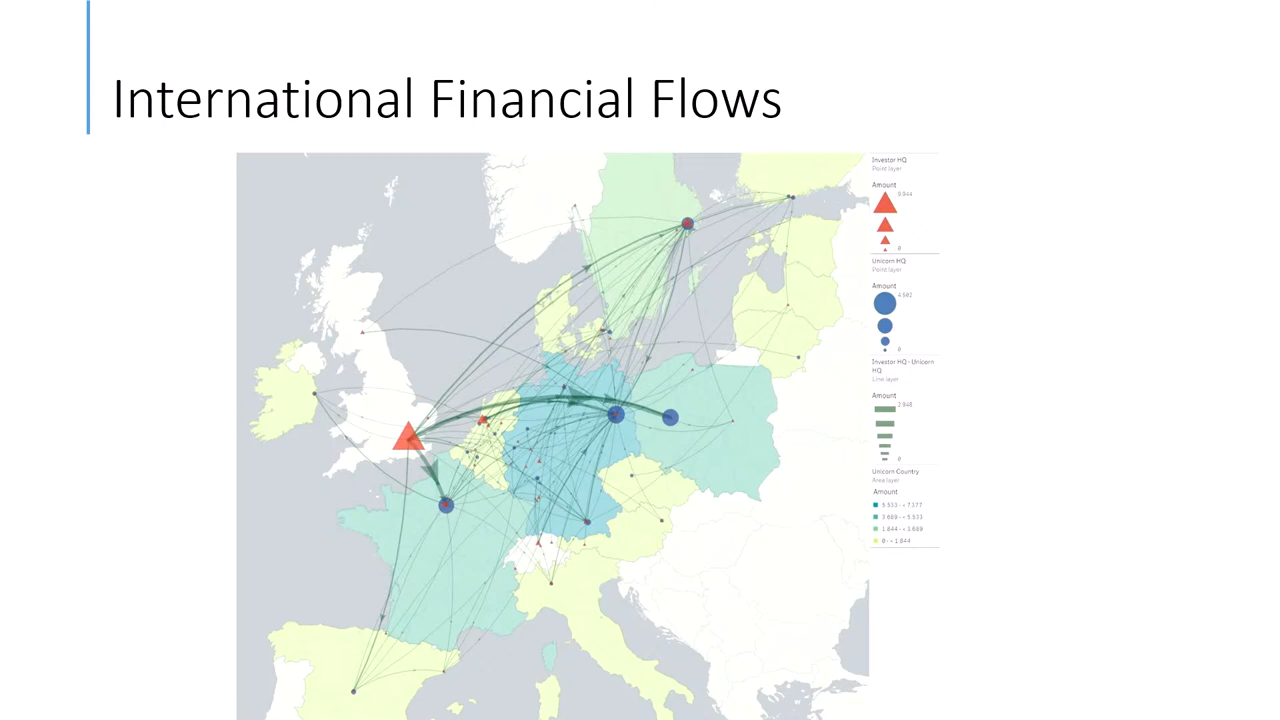 International Financial Flows
Investor HQ
Point layer
Amount
9.944
0
Unicorn HQ
Point layer
Amount
4.502
0
Investor HQ - Unicorn
HQ
Line layer
Amount
2.948
0
Unicorn Country
Area layer
Amount
5.533 - < 7.377
3.689 - < 5.533
1.844 - < 3.689
0 - < 1.844